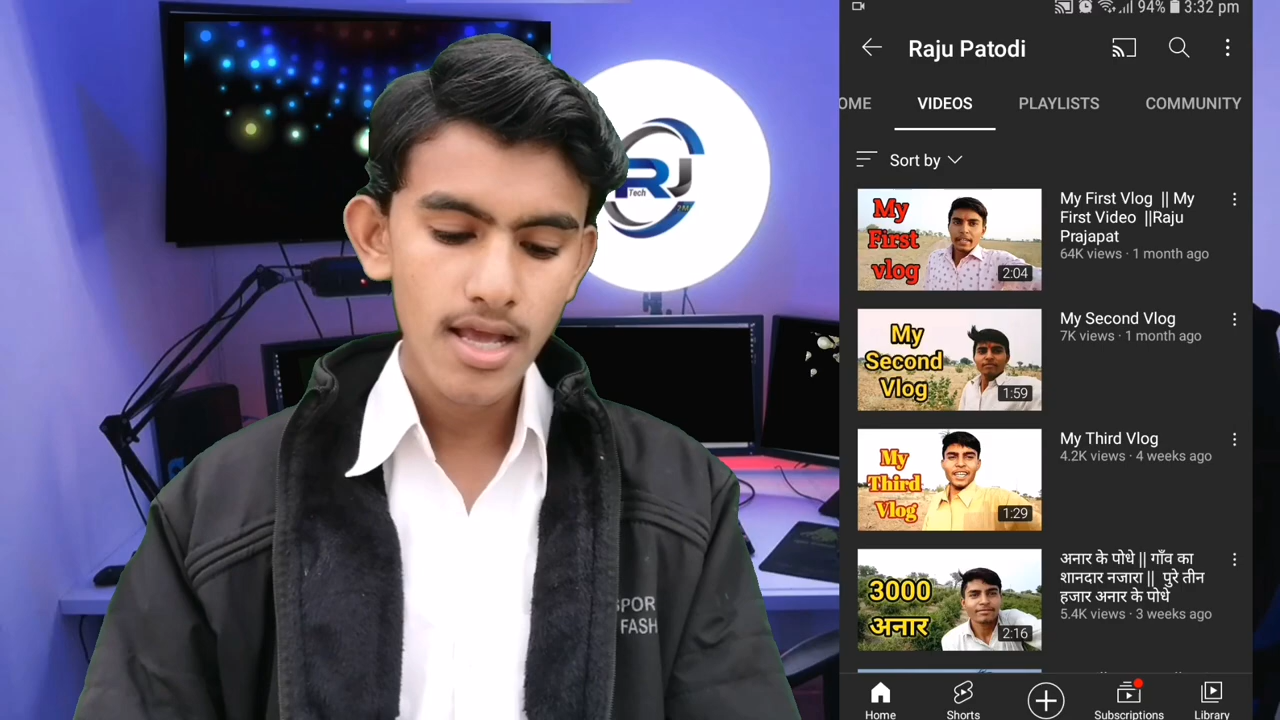 94% 3:32 pm
Raju Patodi
OME VIDEOS PLAYLISTS COMMUNITY
Sort by
My
First
vlog
2:04
My First Vlog || My
First Video ||Raju
Prajapat
64K views · 1 month ago
My
Second
Vlog
1:59
My Second Vlog
7K views · 1 month ago
My
Third
Vlog
1:29
My Third Vlog
4.2K views · 4 weeks ago
3000
अनार
2:16
अनार के पोधे || गाँव का
शानदार नजारा || पुरे तीन
हजार अनार के पोधे
5.4K views · 3 weeks ago
Home Shorts Subscriptions Library
RJ
Tech
SPOR
FASH